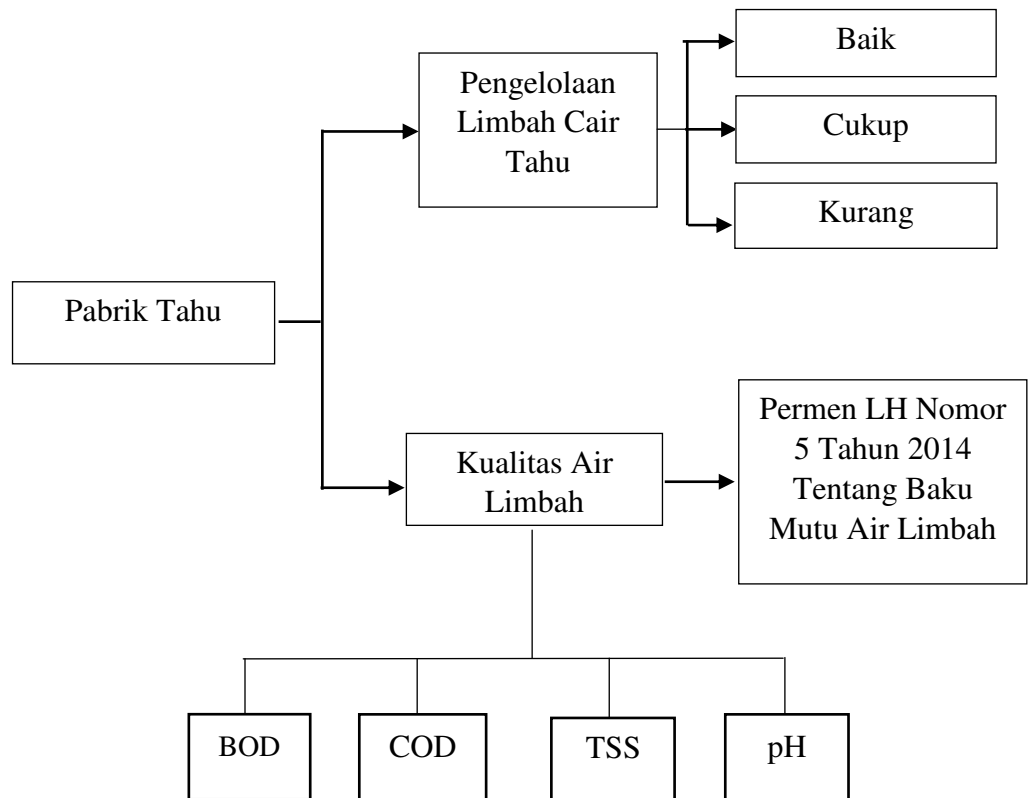 Baik
Pengelolaan
Limbah Cair
Tahu
Cukup
Kurang
Pabrik Tahu
Kualitas Air
Limbah
Permen LH Nomor
5 Tahun 2014
Tentang Baku
Mutu Air Limbah
BOD
COD
TSS
pH